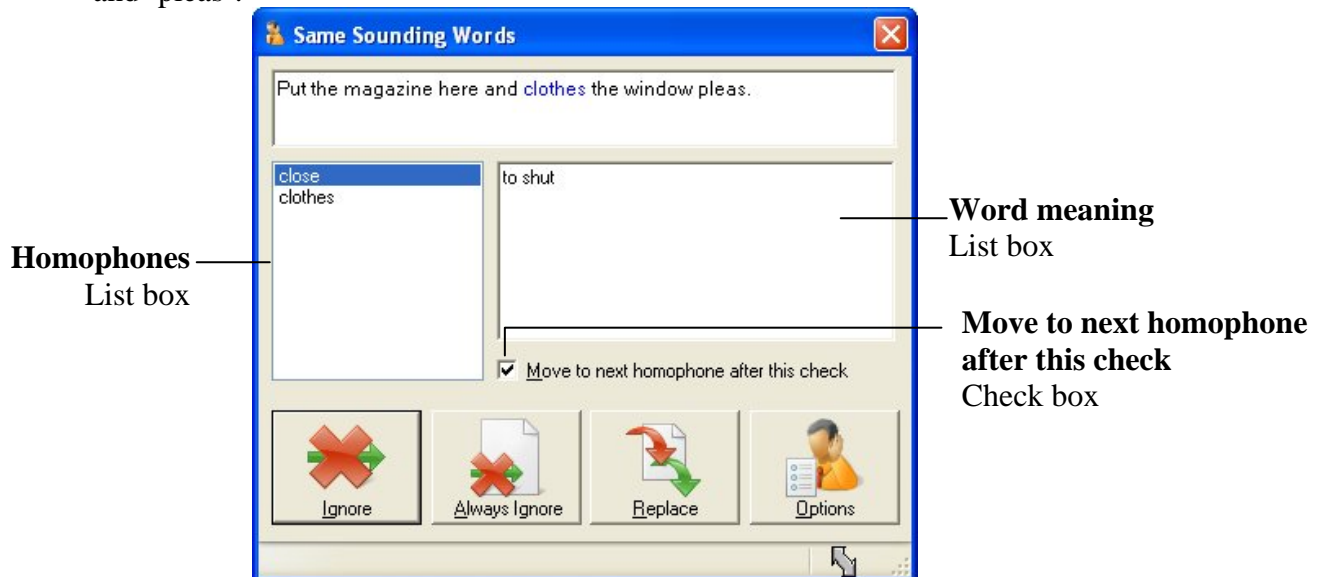 Same Sounding Words
Put the magazine here and clothes the window pleas.
close
clothes
to shut
Homophones
List box
Word meaning
List box
Move to next homophone
after this check
Check box
Move to next homophone after this check
Ignore
Always Ignore
Replace
Options